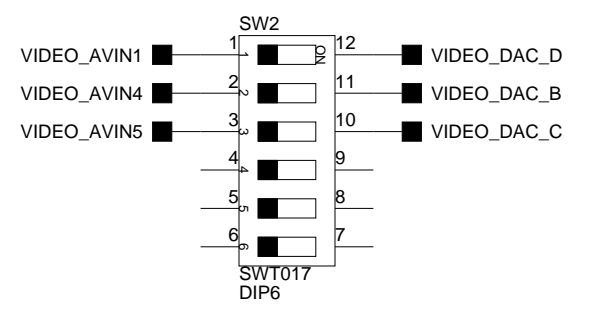 SW2
VIDEO_AVIN1 1 1 ON 12 VIDEO_DAC_D
VIDEO_AVIN4 2 2 11 VIDEO_DAC_B
VIDEO_AVIN5 3 3 10 VIDEO_DAC_C
4 4 9
5 5 8
6 6 7
SWT017
DIP6